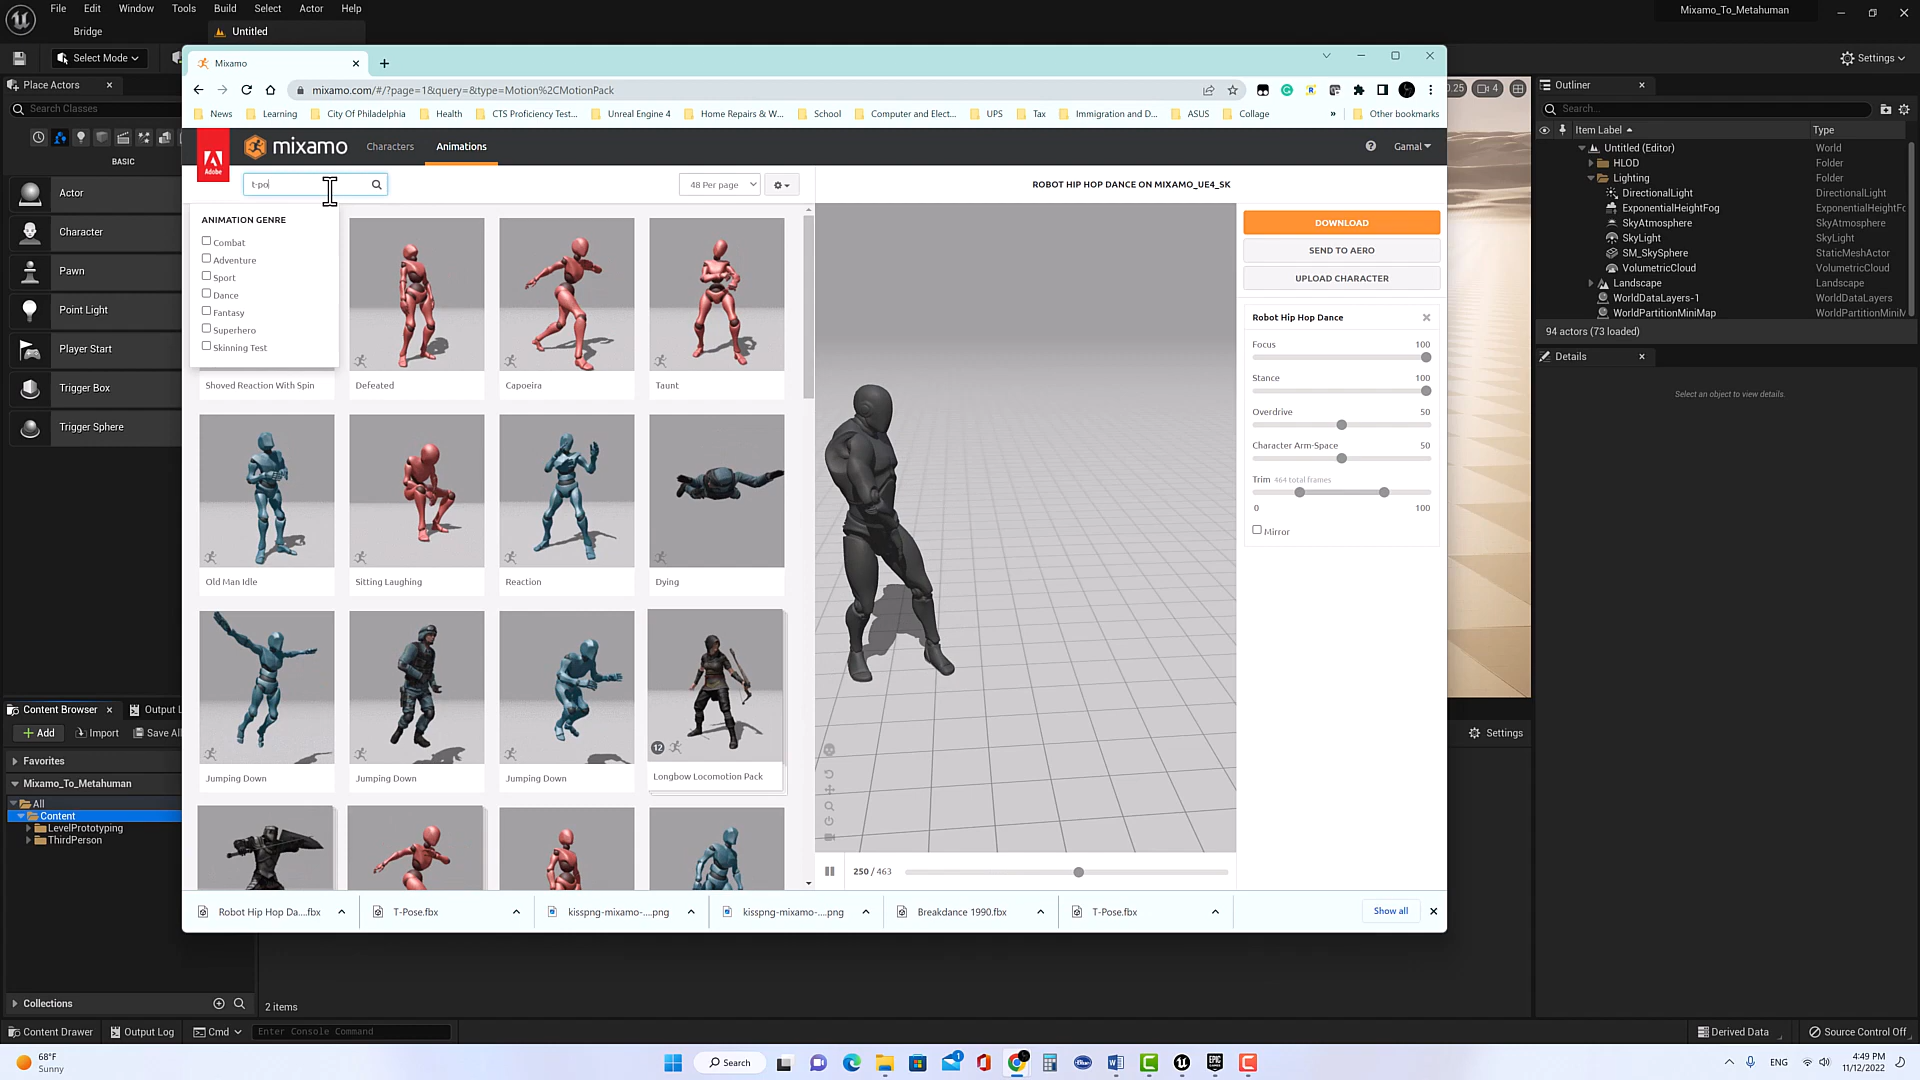 File Edit Window Tools Build Select Actor Help
Mixamo_To_Metahuman
Bridge
Untitled
Select Mode
Settings
Place Actors
Search Classes
BASIC
Actor
Character
Pawn
Point Light
Player Start
Trigger Box
Trigger Sphere
Mixamo
mixamo.com/#/?page=1&query=&type=Motion%2CMotionPack
News Learning City Of Philadelphia Health CTS Proficiency Test... Unreal Engine 4 Home Repairs & W... School Computer and Elect... UPS Tax Immigration and D... ASUS Collage » Other bookmarks
Adobe
mixamo
Characters
Animations
Gamal
t-po
48 Per page
ROBOT HIP HOP DANCE ON MIXAMO_UE4_SK
ANIMATION GENRE
Combat
Adventure
Sport
Dance
Fantasy
Superhero
Skinning Test
Shoved Reaction With Spin
Defeated
Capoeira
Taunt
Old Man Idle
Sitting Laughing
Reaction
Dying
Jumping Down
Jumping Down
Jumping Down
12
Longbow Locomotion Pack
DOWNLOAD
SEND TO AERO
UPLOAD CHARACTER
Robot Hip Hop Dance
Focus 100
Stance 100
Overdrive 50
Character Arm-Space 50
Trim 464 total frames
0 100
Mirror
250 / 463
Robot Hip Hop Da....fbx
T-Pose.fbx
kisspng-mixamo-....png
kisspng-mixamo-....png
Breakdance 1990.fbx
T-Pose.fbx
Show all
0.25
4
Outliner
Search...
Item Label Type
Untitled (Editor) World
HLOD Folder
Lighting Folder
DirectionalLight DirectionalLight
ExponentialHeightFog ExponentialHeightFo
SkyAtmosphere SkyAtmosphere
SkyLight SkyLight
SM_SkySphere StaticMeshActor
VolumetricCloud VolumetricCloud
Landscape Landscape
WorldDataLayers-1 WorldDataLayers
WorldPartitionMiniMap WorldPartitionMiniM
94 actors (73 loaded)
Details
Select an object to view details.
Content Browser
Output L
Add
Import
Save All
Settings
Favorites
Mixamo_To_Metahuman
All
Content
LevelPrototyping
ThirdPerson
Collections
2 items
Content Drawer
Output Log
Cmd
Enter Console Command
Derived Data
Source Control Off
68°F
Sunny
Search
1
ENG
4:49 PM
11/12/2022